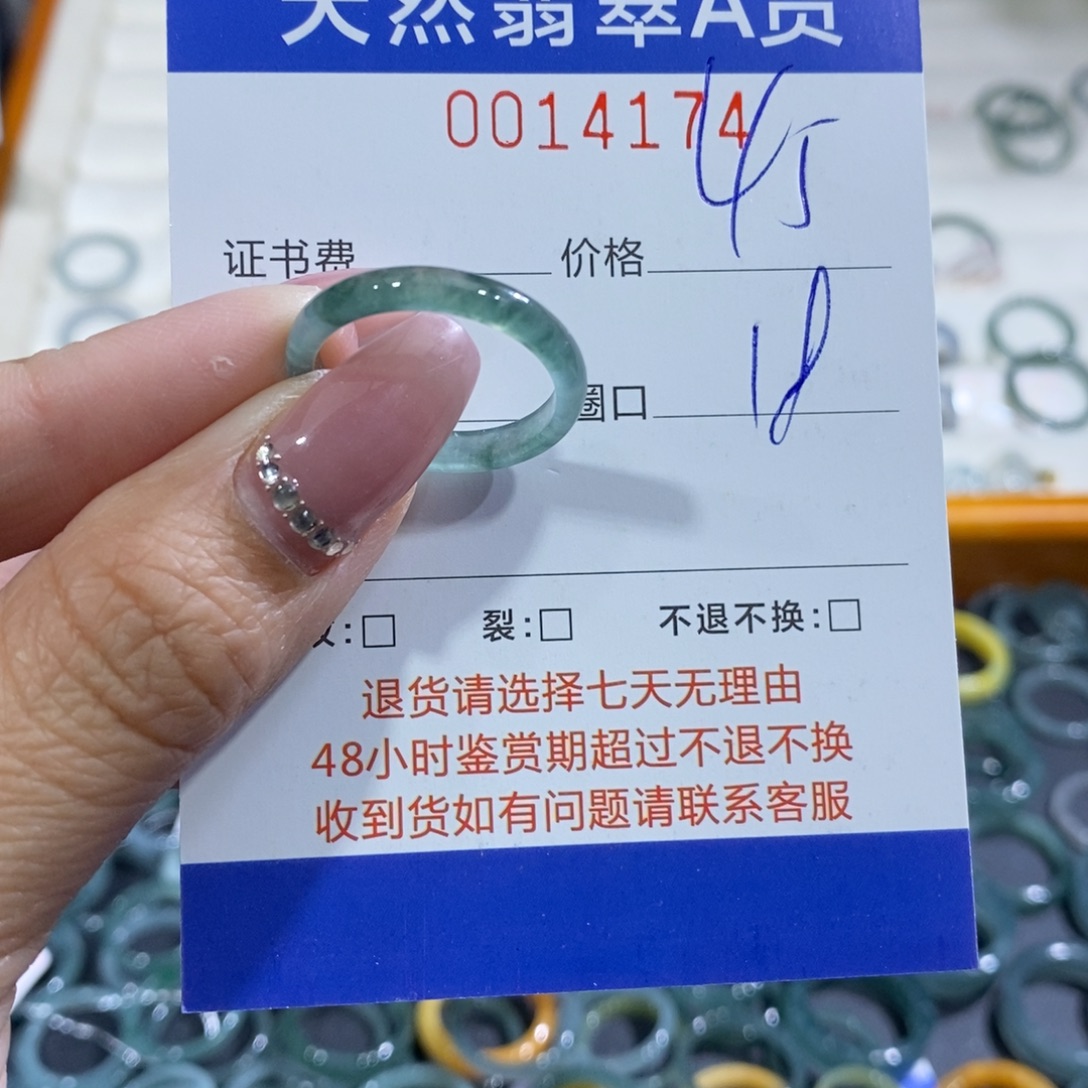 天然翡翠A货
0014174
45
证书费 价格
18
圈口
裂:□ 不退不换:□
退货请选择七天无理由
48小时鉴赏期超过不退不换
收到货如有问题请联系客服